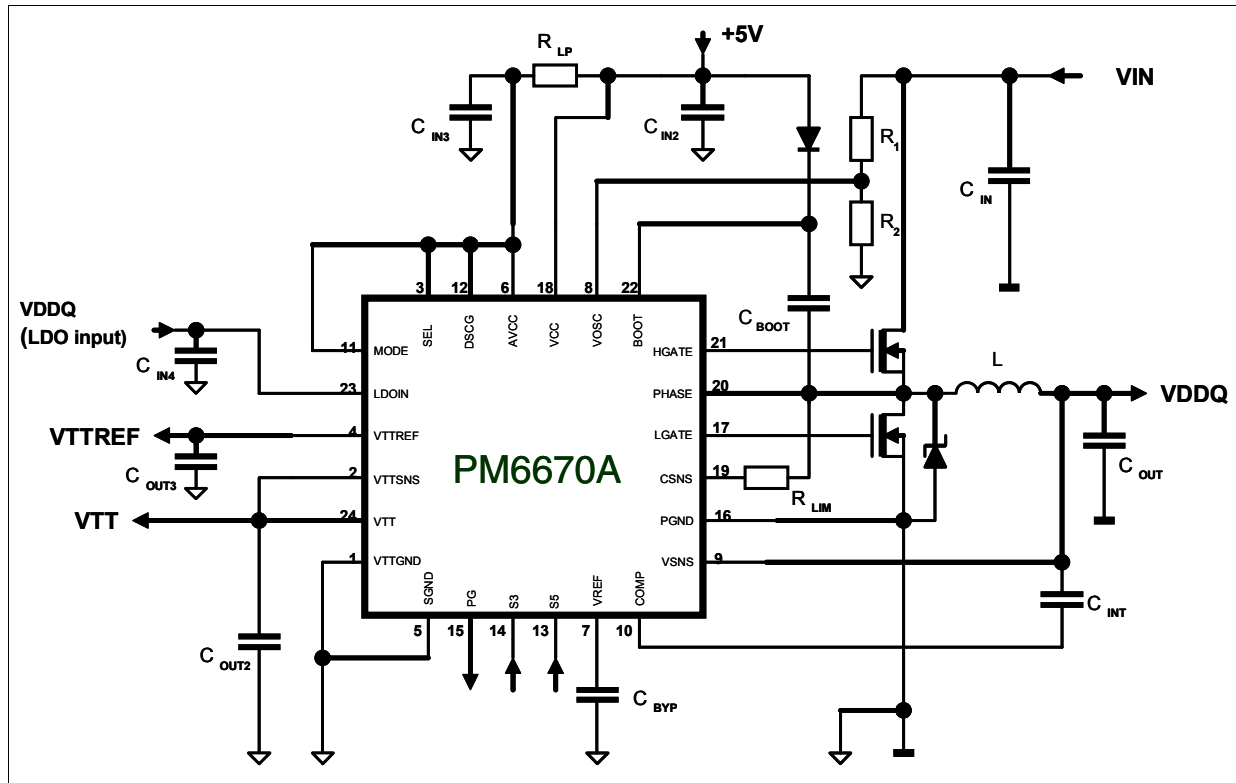 +5V
R LP
VIN
C IN3
C IN2
R 1
C IN
R 2
3 12 6 18 8 22
VDDQ
(LDO input)
SEL
DSCG
AVCC
VCC
VOSC
BOOT
C BOOT
C IN4
11 MODE
HGATE 21
L
23 LDOIN
PHASE 20
VDDQ
VTTREF
4 VTTREF
LGATE 17
C OUT3
PM6670A
2 VTTSNS
CSNS 19
R LIM
C OUT
VTT
24 VTT
PGND 16
1 VTTGND
VSNS 9
SGND
PG
S3
S5
VREF
COMP
C INT
5 15 14 13 7 10
C OUT2
C BYP